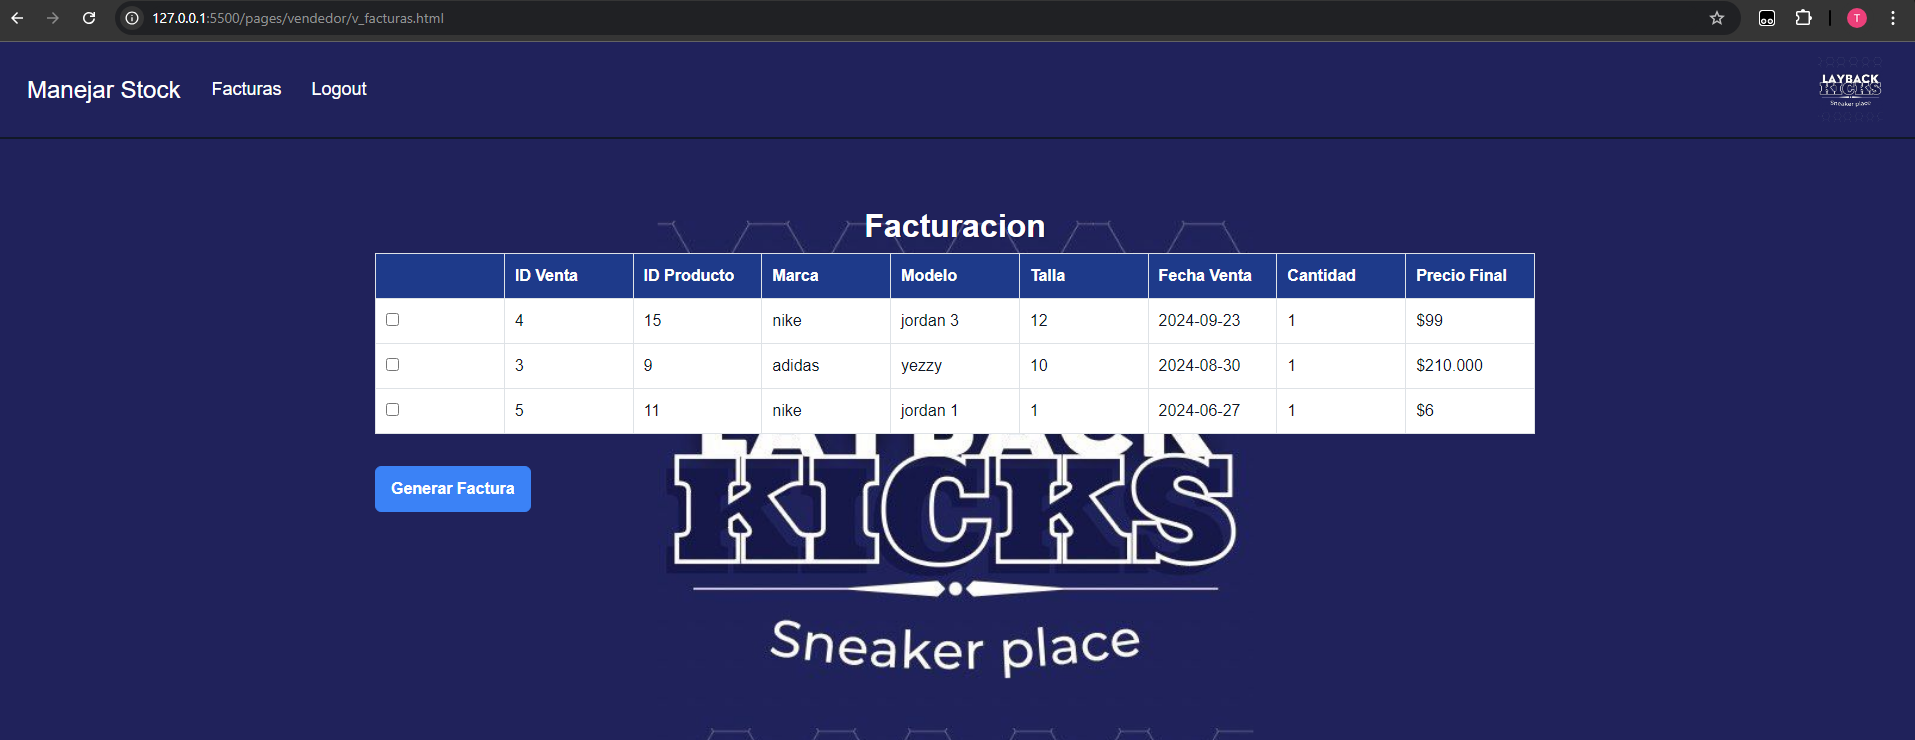 127.0.0.1:5500/pages/vendedor/v_facturas.html
T
Manejar Stock Facturas Logout
LAYBACK
KICKS
Sneaker place
Facturacion
ID Venta ID Producto Marca Modelo Talla Fecha Venta Cantidad Precio Final
4 15 nike jordan 3 12 2024-09-23 1 $99
3 9 adidas yezzy 10 2024-08-30 1 $210.000
5 11 nike jordan 1 1 2024-06-27 1 $6
LAYBACK
Generar Factura
KICKS
Sneaker place